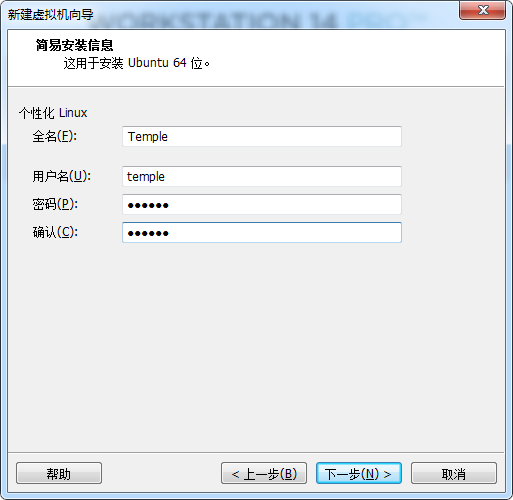 新建虚拟机向导
WORKSTATION 14 PRO™
简易安装信息
这用于安装 Ubuntu 64 位。
个性化 Linux
全名(F): Temple
用户名(U): temple
密码(P): ●●●●●●
确认(C): ●●●●●●
帮助 < 上一步(B) 下一步(N) > 取消